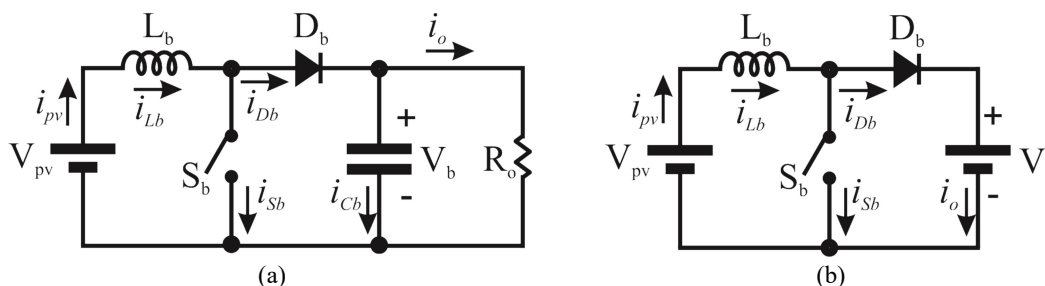 L_b D_b i_o L_b D_b
i_pv i_Lb i_Db i_pv i_Lb i_Db
V_pv S_b i_Sb + V_b - i_Cb R_o V_pv S_b i_Sb i_o + V -
(a) (b)